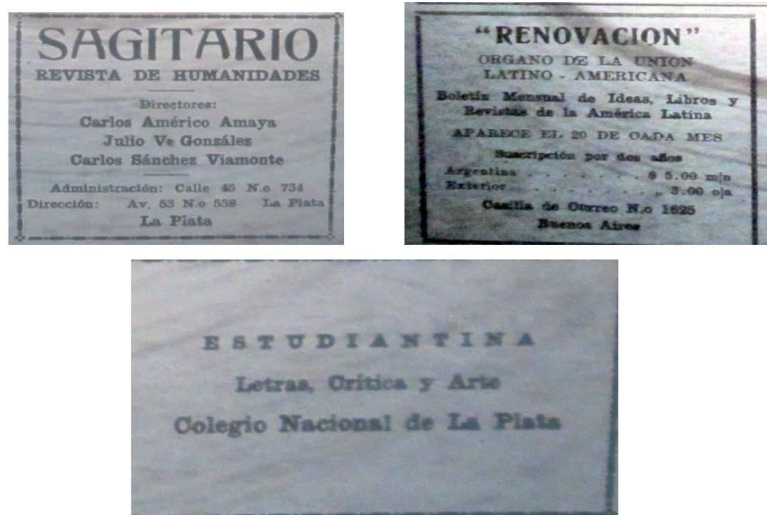 SAGITARIO
REVISTA DE HUMANIDADES
Directores:
Carlos Américo Amaya
Julio Ve González
Carlos Sánchez Viamonte
Administración: Calle 45 N.o 734
Dirección: Av, 53 N.o 538 La Plata
La Plata
"RENOVACION"
ORGANO DE LA UNION
LATINO - AMERICANA
Boletín Mensual de Ideas, Libros y
Revistas de la América Latina
APARECE EL 20 DE CADA MES
Suscripción por dos años
Argentina . . . . $ 5.00 m|n
Exterior . . . . „ 3.00 o|a
Casilla de Correo N.o 1625
Buenos Aires
ESTUDIANTINA
Letras, Crítica y Arte
Colegio Nacional de La Plata